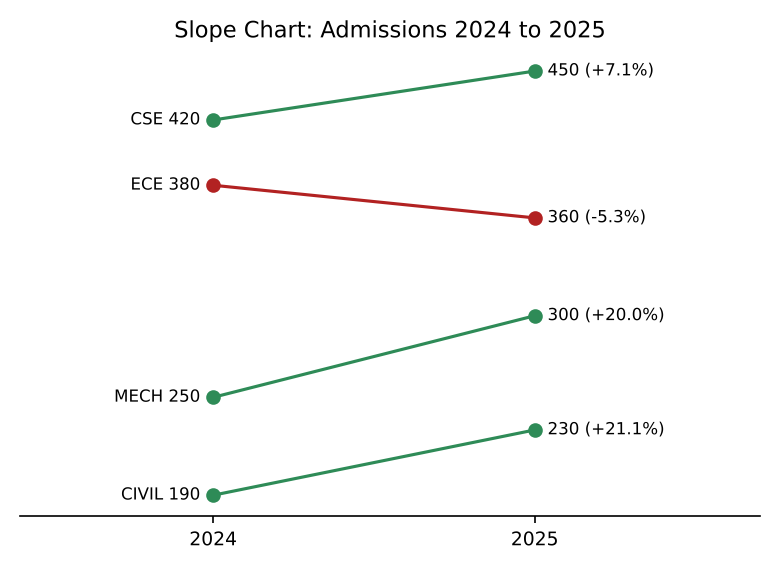 Slope Chart: Admissions 2024 to 2025
450 (+7.1%)
CSE 420
ECE 380
360 (-5.3%)
300 (+20.0%)
MECH 250
230 (+21.1%)
CIVIL 190
2024 2025